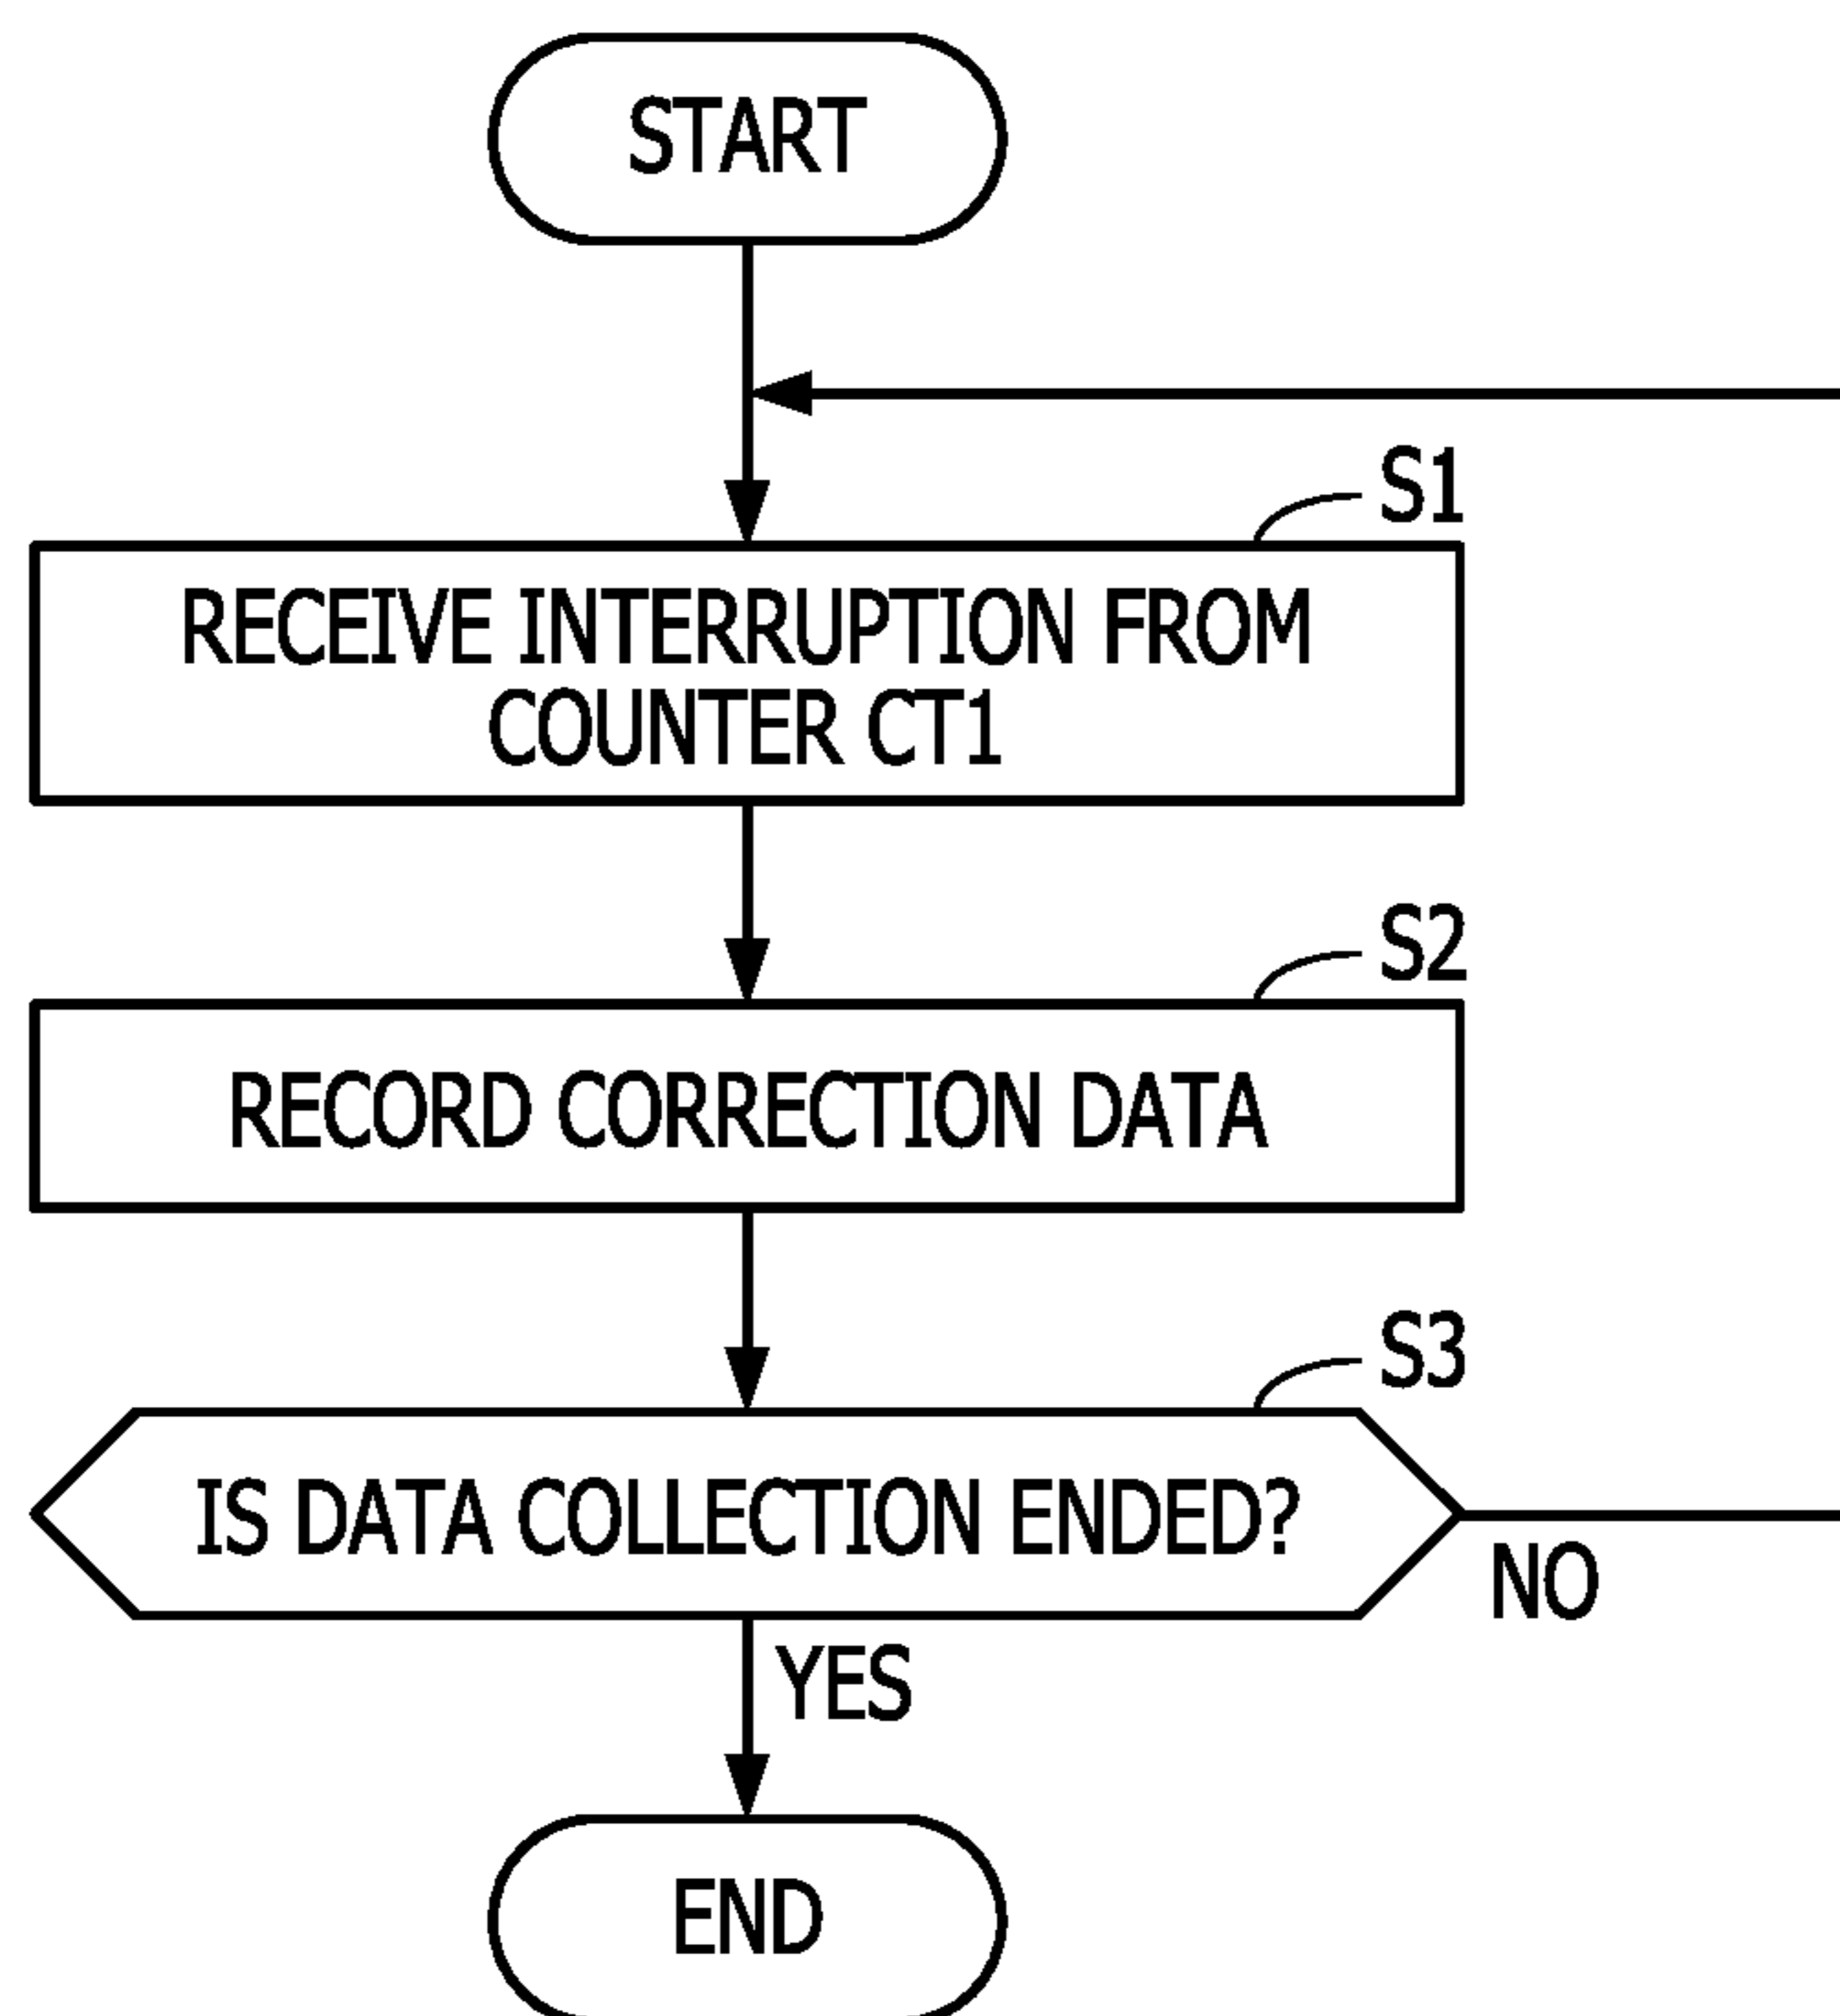 START
S1
RECEIVE INTERRUPTION FROM
COUNTER CT1
S2
RECORD CORRECTION DATA
S3
IS DATA COLLECTION ENDED?
NO
YES
END